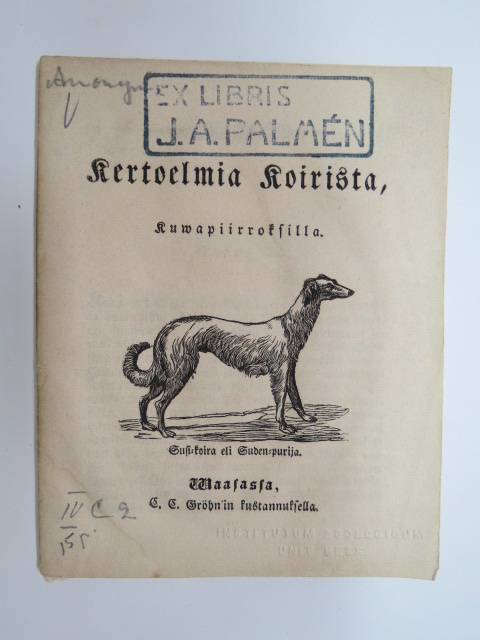 Anonym
EX LIBRIS
J.A. PALMÉN
Kertoelmia Koirista,
Kuwapiirroksilla.
Susi-koira eli Suden-purija.
Waasassa,
C. C. Gröhn'in kustannuksella.
IV C 2
INSTITUTUM ZOOLOGICUM
UNIV. HELS.